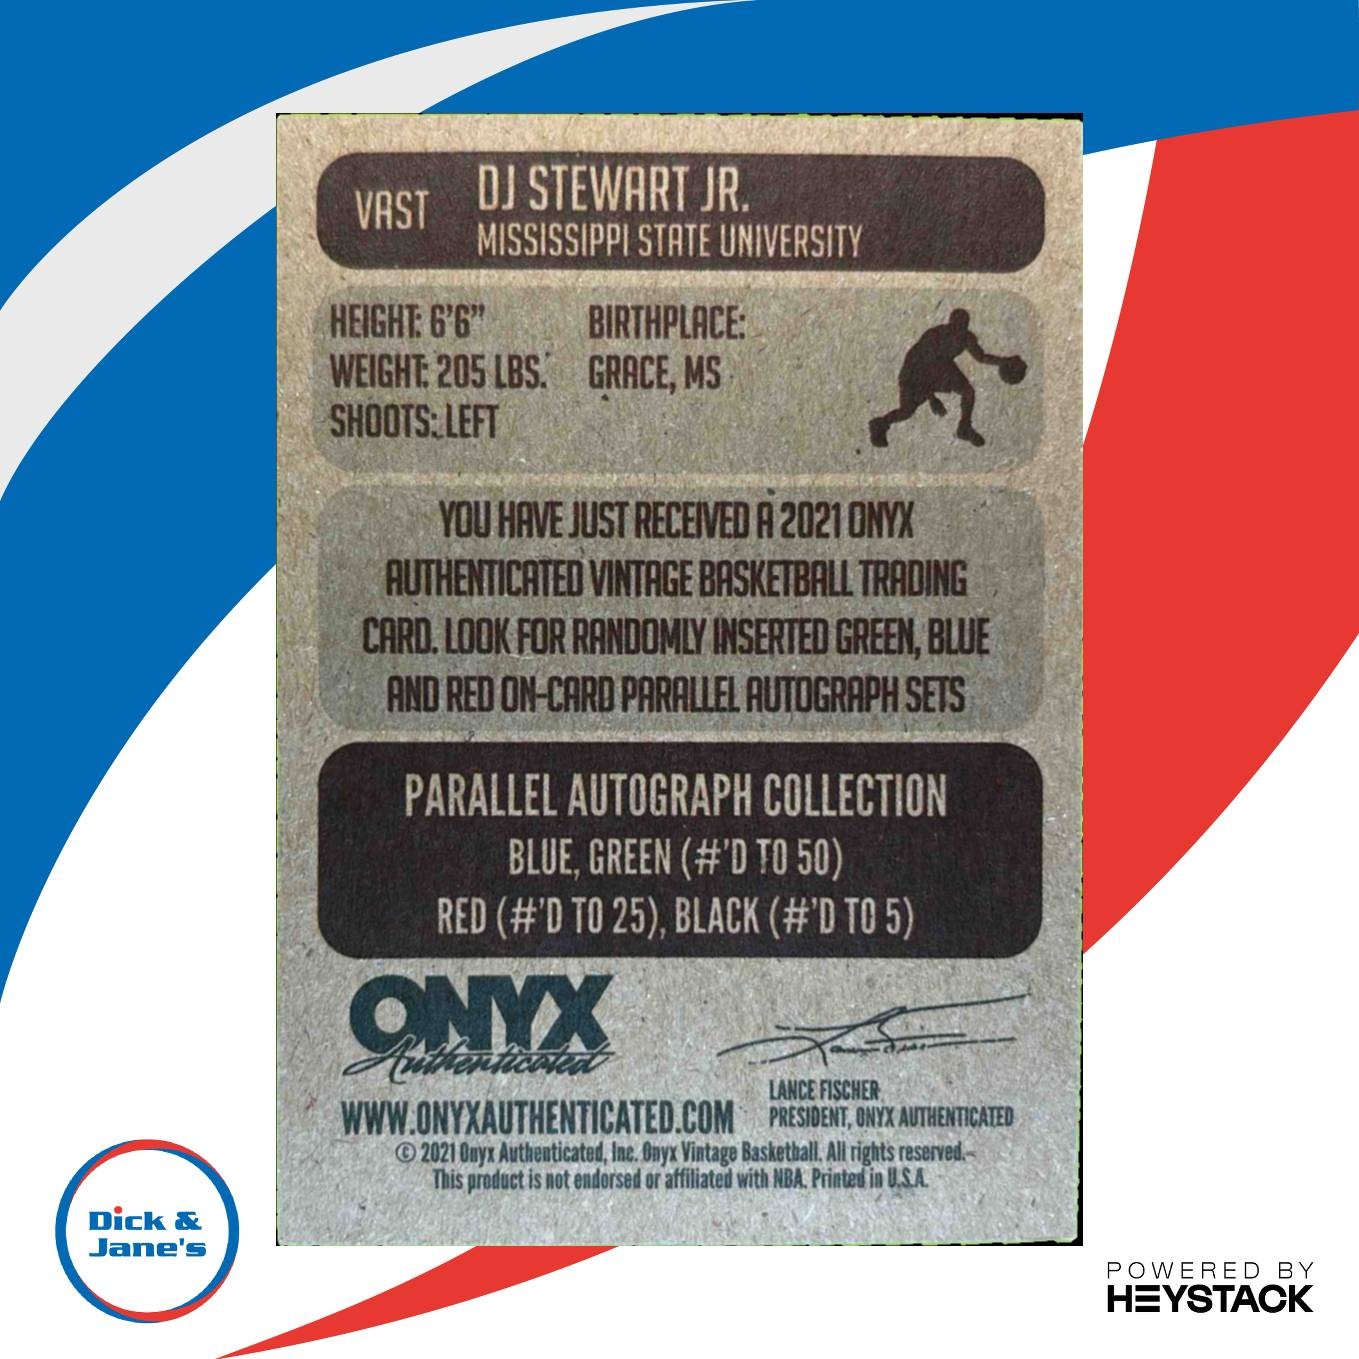 VAST
DJ STEWART JR.
MISSISSIPPI STATE UNIVERSITY
HEIGHT: 6'6"
WEIGHT: 205 LBS.
SHOOTS: LEFT
BIRTHPLACE:
GRACE, MS
YOU HAVE JUST RECEIVED A 2021 ONYX
AUTHENTICATED VINTAGE BASKETBALL TRADING
CARD. LOOK FOR RANDOMLY INSERTED GREEN, BLUE
AND RED ON-CARD PARALLEL AUTOGRAPH SETS
PARALLEL AUTOGRAPH COLLECTION
BLUE, GREEN (#'D TO 50)
RED (#'D TO 25), BLACK (#'D TO 5)
ONYX
Authenticated
WWW.ONYXAUTHENTICATED.COM
LANCE FISCHER
PRESIDENT, ONYX AUTHENTICATED
© 2021 Onyx Authenticated, Inc. Onyx Vintage Basketball. All rights reserved.
This product is not endorsed or affiliated with NBA. Printed in U.S.A.
Dick &
Jane's
POWERED BY
HEYSTACK